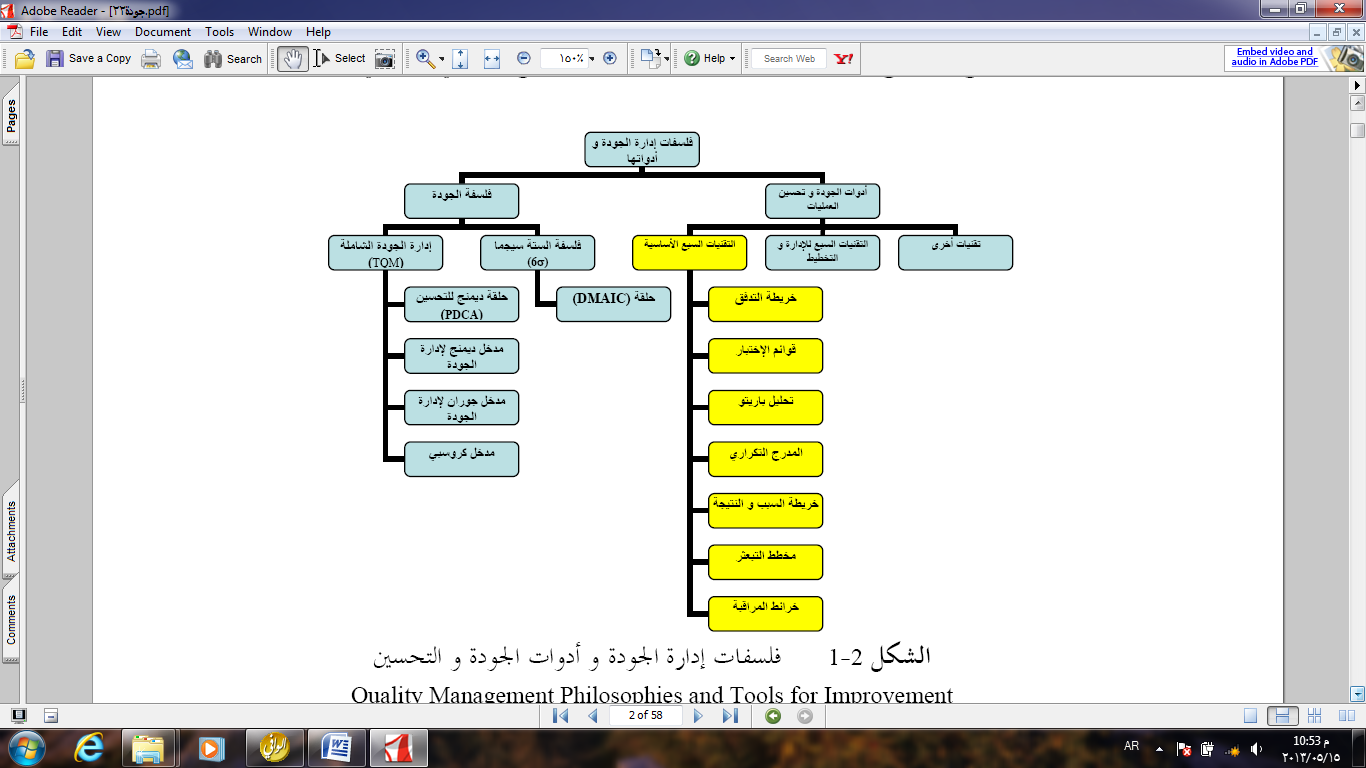 Adobe Reader - [جودة٢٢.pdf]
File Edit View Document Tools Window Help
Save a Copy Search Select ١٥٠% Help Search Web Y!
Embed video and
audio in Adobe PDF
Pages
Attachments
Comments
فلسفات إدارة الجودة و
أدواتها
أدوات الجودة و تحسين
العمليات
فلسفة الجودة
تقنيات أخرى
التقنيات السبع للإدارة و
التخطيط
التقنيات السبع الأساسية
فلسفة الستة سيجما
(6σ)
إدارة الجودة الشاملة
(TQM)
خريطة التدفق
قوائم الإختبار
تحليل باريتو
المدرج التكراري
خريطة السبب و النتيجة
مخطط التبعثر
خرائط المراقبة
حلقة (DMAIC)
حلقة ديمنج للتحسين
(PDCA)
مدخل ديمنج لإدارة
الجودة
مدخل جوران لإدارة
الجودة
مدخل كروسبي
الشكل 2-1 فلسفات إدارة الجودة و أدوات الجودة و التحسين
Quality Management Philosophies and Tools for Improvement
2 of 58
الوافي
AR
10:53 م
٢٠١٣/٠٥/١٥